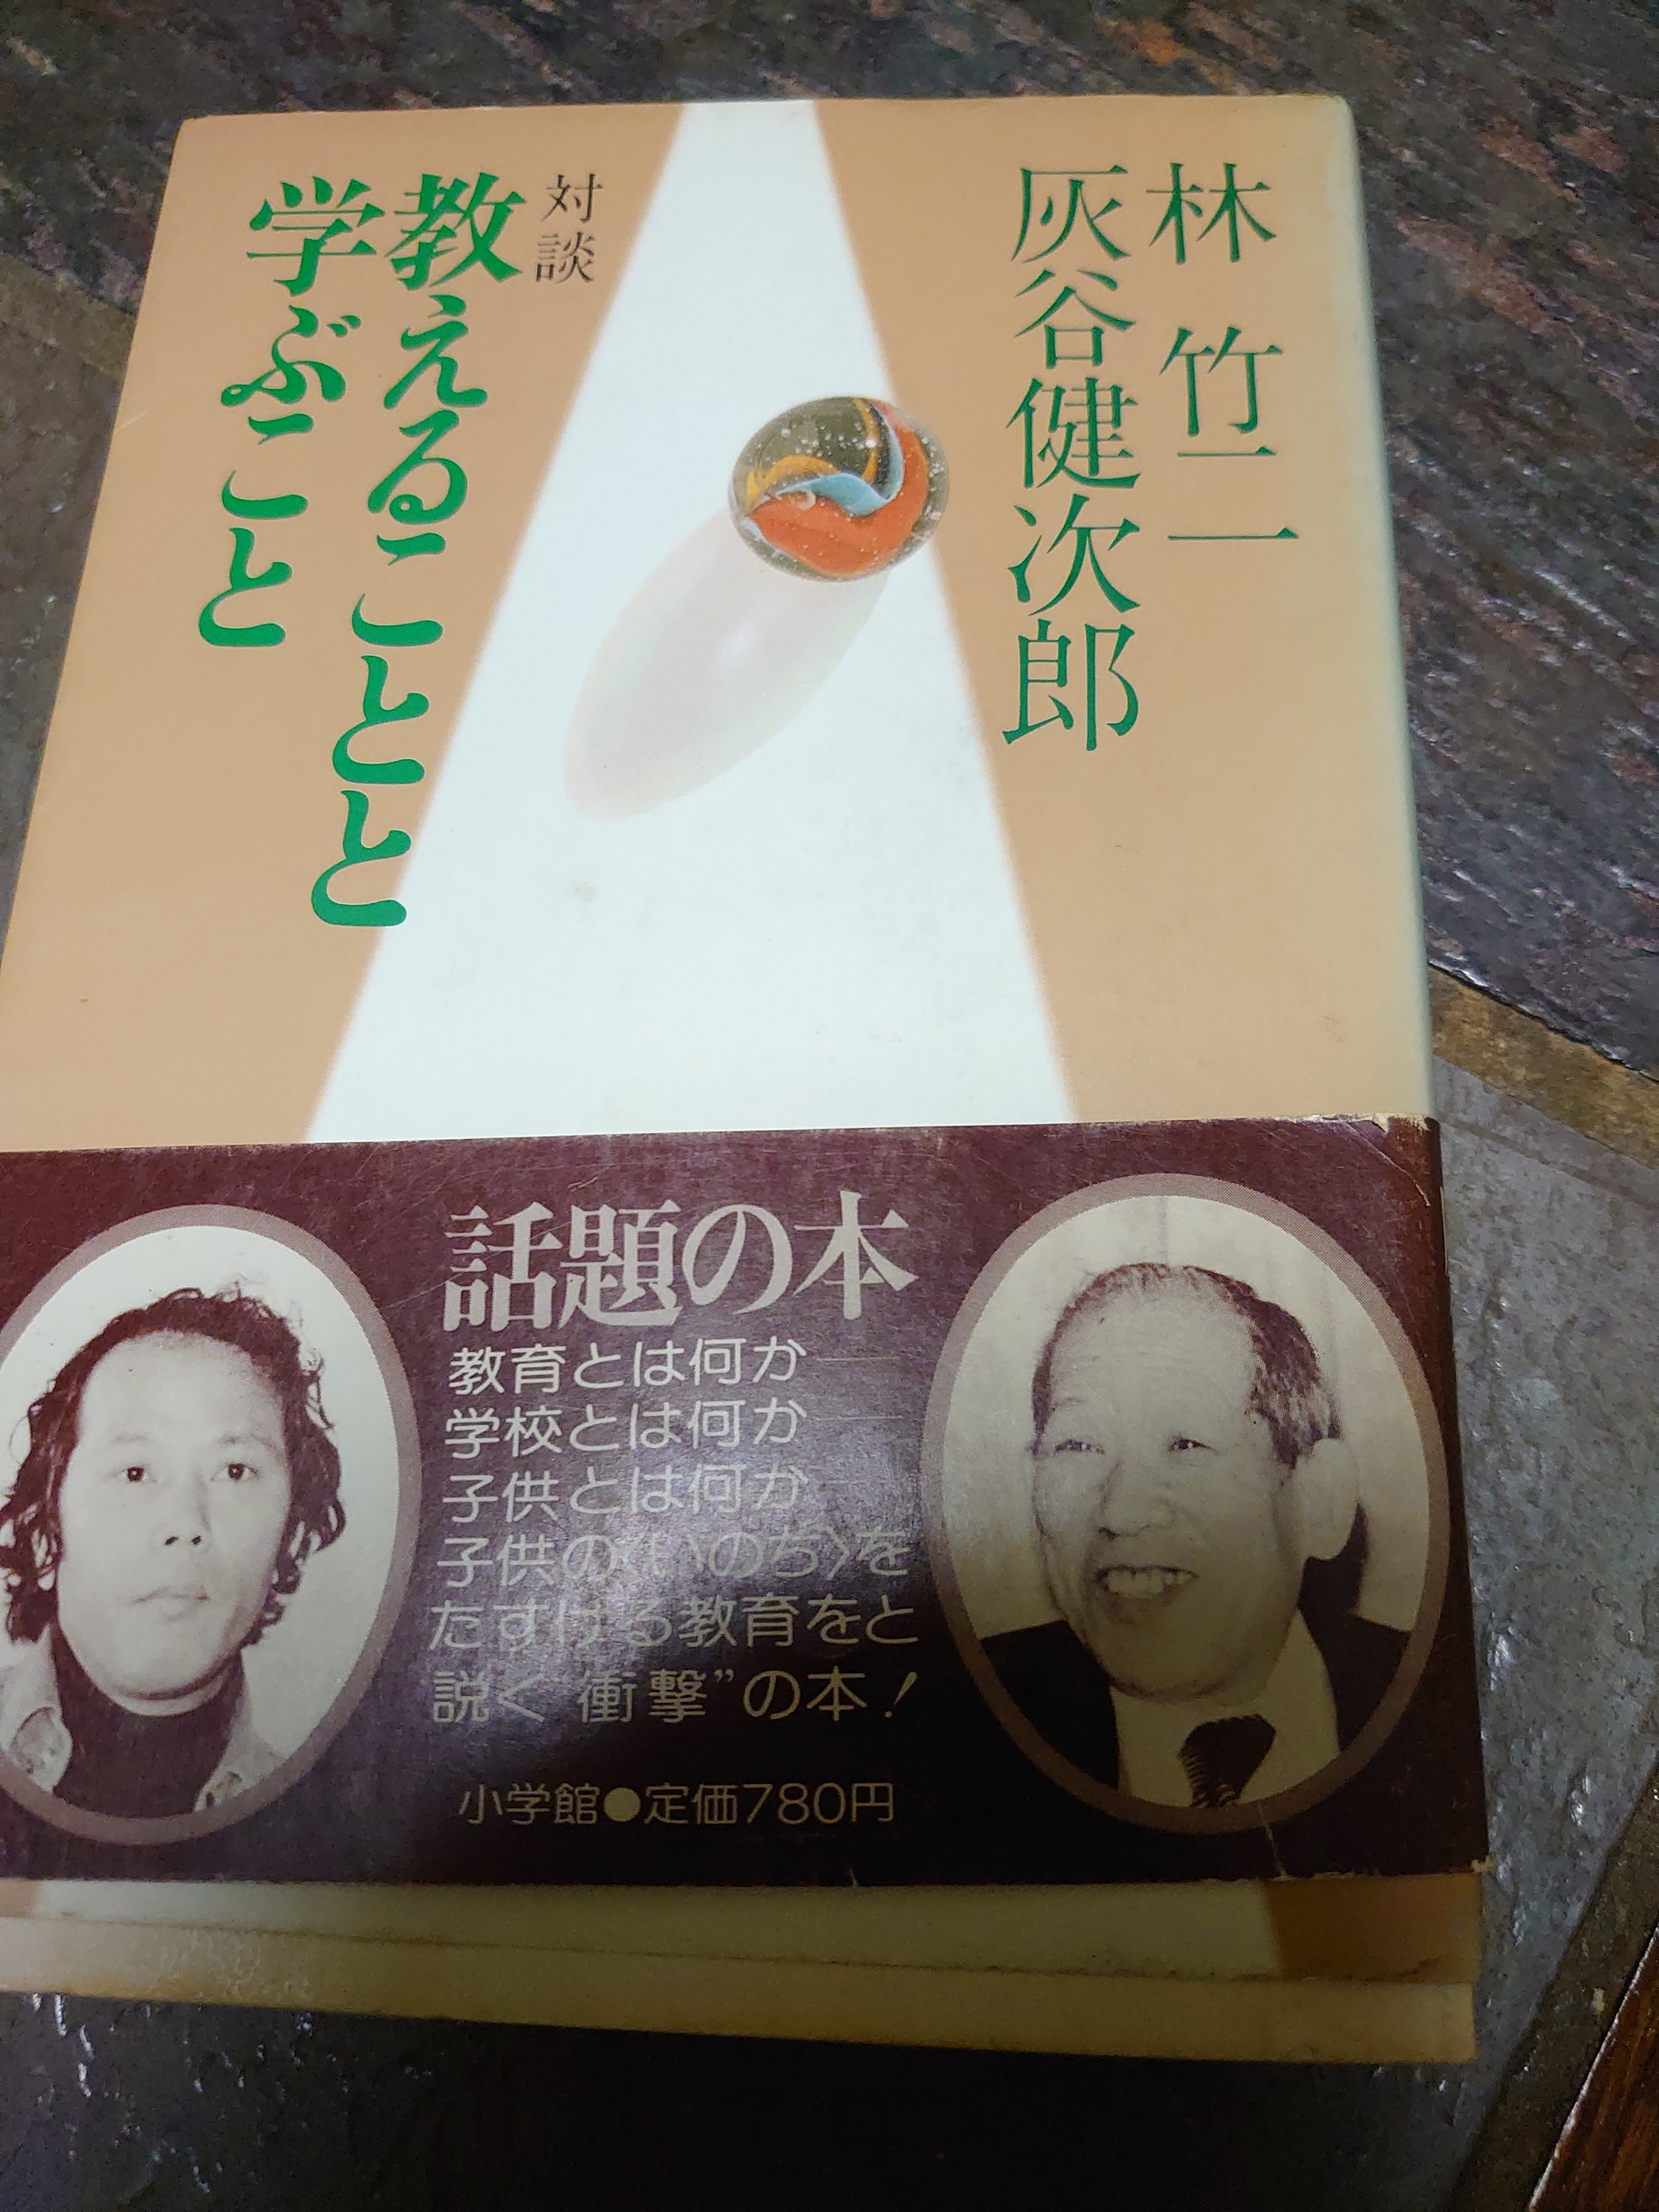 林 竹二
灰谷健次郎
対談
教えることと
学ぶこと
話題の本
教育とは何か──
学校とは何か──
子供とは何か
子供の〈いのち〉を
たすける教育をと
説く“衝撃”の本！
小学館●定価780円